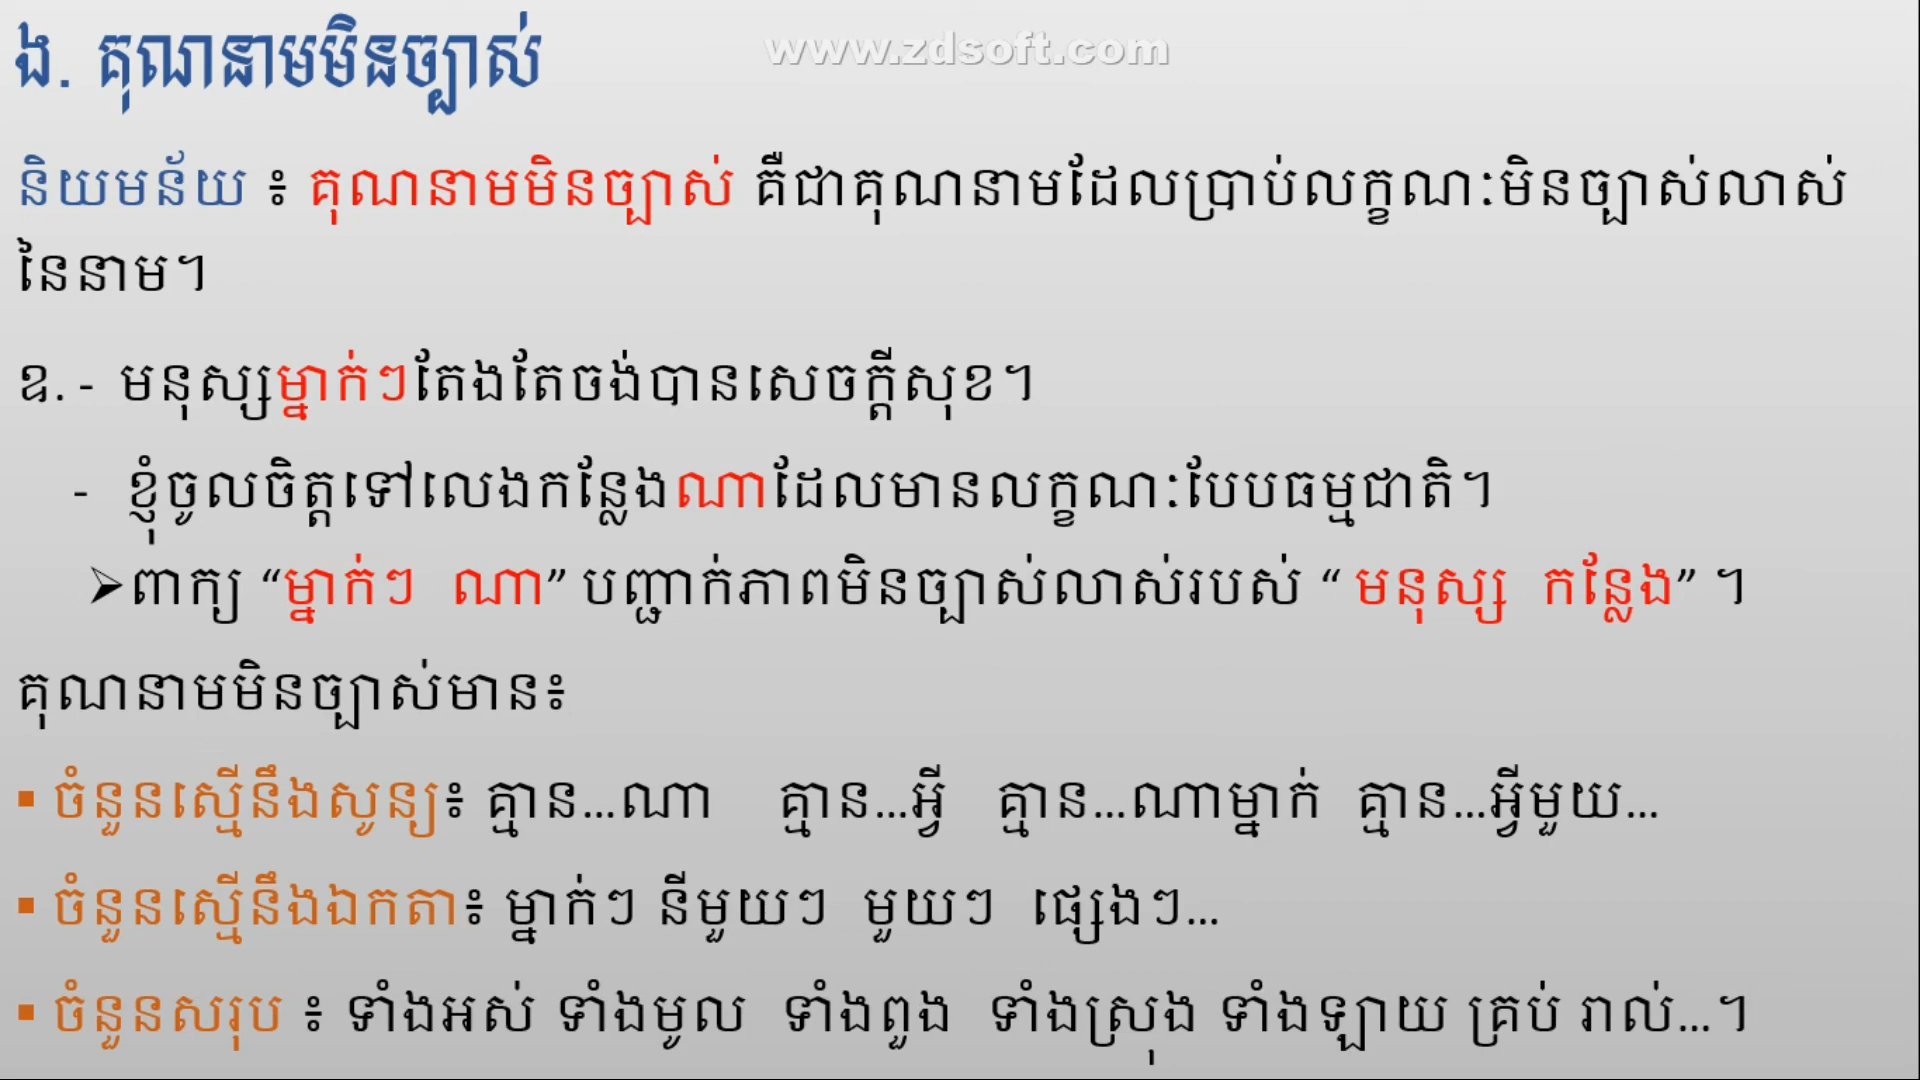 www.zdsoft.com
ង. គុណនាមមិនច្បាស់
និយមន័យ ៖ គុណនាមមិនច្បាស់ គឺជាគុណនាមដែលប្រាប់លក្ខណៈមិនច្បាស់លាស់
នៃនាម។
ឧ. - មនុស្សម្នាក់ៗតែងតែចង់បានសេចក្ដីសុខ។
- ខ្ញុំចូលចិត្តទៅលេងកន្លែងណាដែលមានលក្ខណៈបែបធម្មជាតិ។
➢ពាក្យ “ម្នាក់ៗ ណា” បញ្ជាក់ភាពមិនច្បាស់លាស់របស់ “ មនុស្ស កន្លែង” ។
គុណនាមមិនច្បាស់មាន៖
▪ ចំនួនស្មើនឹងសូន្យ៖ គ្មាន...ណា គ្មាន...អ្វី គ្មាន...ណាម្នាក់ គ្មាន...អ្វីមួយ...
▪ ចំនួនស្មើនឹងឯកតា៖ ម្នាក់ៗ នីមួយៗ មួយៗ ផ្សេងៗ...
▪ ចំនួនសរុប ៖ ទាំងអស់ ទាំងមូល ទាំងពួង ទាំងស្រុង ទាំងឡាយ គ្រប់ រាល់...។